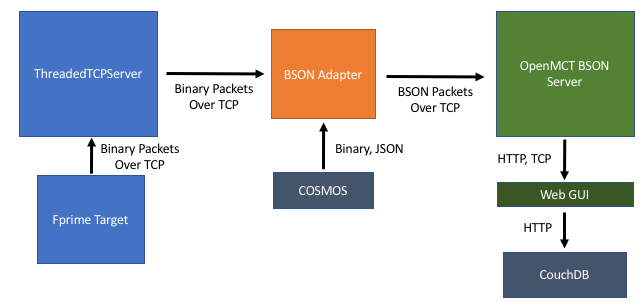 ThreadedTCPServer
Binary Packets
Over TCP
BSON Adapter
BSON Packets
Over TCP
OpenMCT BSON
Server
Binary Packets
Over TCP
Fprime Target
Binary, JSON
COSMOS
HTTP, TCP
Web GUI
HTTP
CouchDB